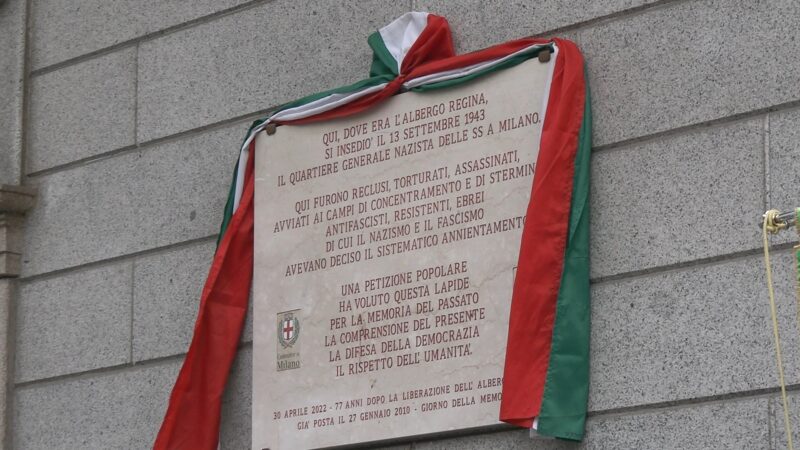 QUI, DOVE ERA L'ALBERGO REGINA,
SI INSEDIO' IL 13 SETTEMBRE 1943
IL QUARTIERE GENERALE NAZISTA DELLE SS A MILANO.
QUI FURONO RECLUSI, TORTURATI, ASSASSINATI,
AVVIATI AI CAMPI DI CONCENTRAMENTO E DI STERMIN
ANTIFASCISTI, RESISTENTI, EBREI
DI CUI IL NAZISMO E IL FASCISMO
AVEVANO DECISO IL SISTEMATICO ANNIENTAMENTO
UNA PETIZIONE POPOLARE
HA VOLUTO QUESTA LAPIDE
PER LA MEMORIA DEL PASSATO
LA COMPRENSIONE DEL PRESENTE
LA DIFESA DELLA DEMOCRAZIA
IL RISPETTO DELL' UMANITA'
Comune di
Milano
30 APRILE 2022 - 77 ANNI DOPO LA LIBERAZIONE DELL' ALBERG
GIA' POSTA IL 27 GENNAIO 2010 - GIORNO DELLA MEMO